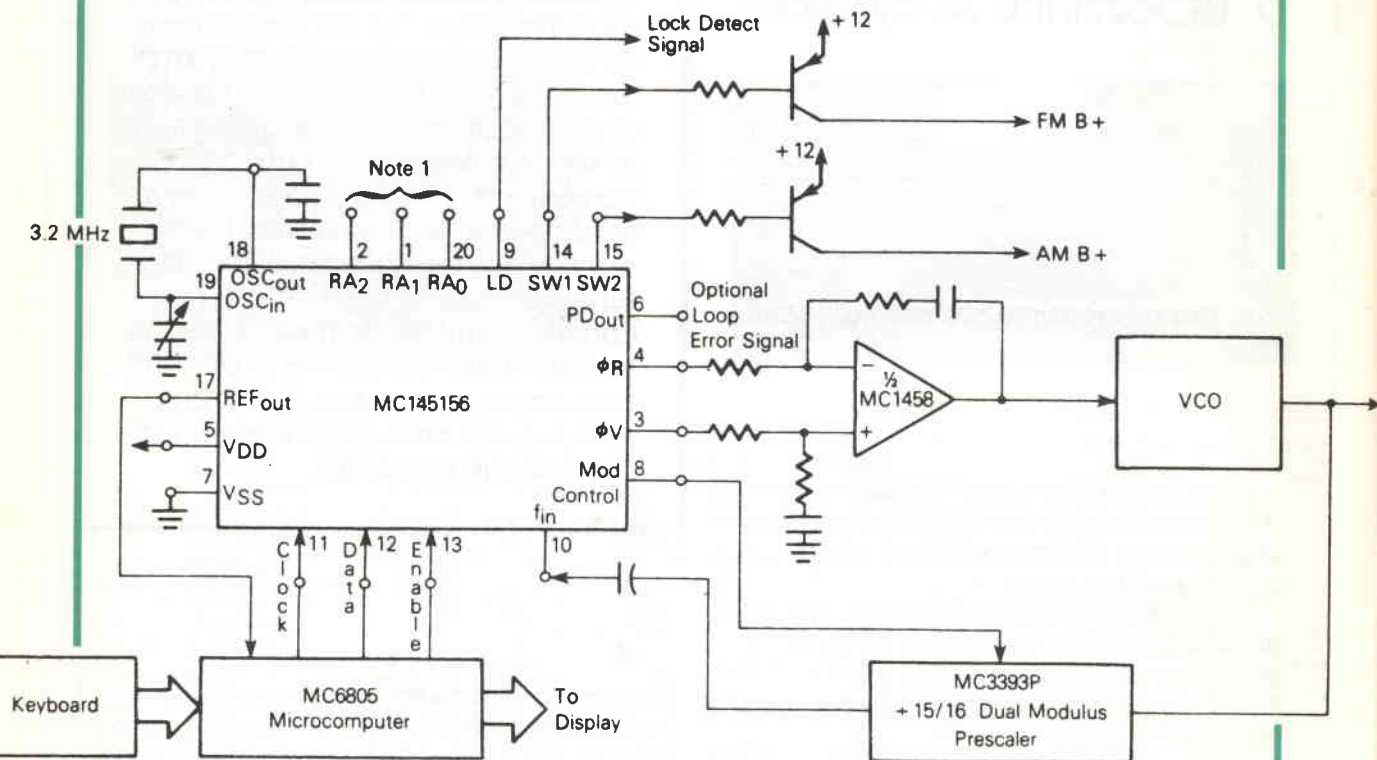 Lock Detect
Signal
+ 12
FM B +
+ 12
AM B +
Note 1
3.2 MHz
18
2
1
20
9
14
15
OSCout
RA2
RA1
RA0
LD
SW1
SW2
19
OSCin
6
PDout
Optional
Loop
Error Signal
4
ϕR
17
REFout
MC145156
−
½
MC1458
+
VCO
3
ϕV
5
VDD
8
Mod
Control
7
VSS
fin
10
Clock
11
Data
12
Enable
13
Keyboard
MC6805
Microcomputer
To
Display
MC3393P
+ 15/16 Dual Modulus
Prescaler